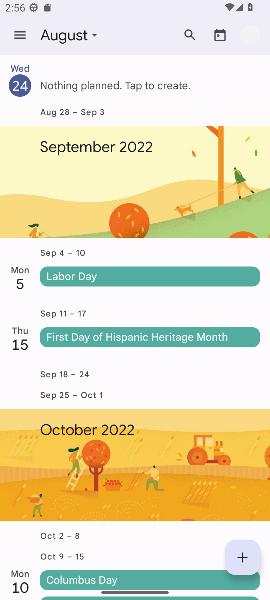 2:56
August
Wed
24
Nothing planned. Tap to create.
Aug 28 – Sep 3
September 2022
Sep 4 – 10
Mon
5
Labor Day
Sep 11 – 17
Thu
15
First Day of Hispanic Heritage Month
Sep 18 – 24
Sep 25 – Oct 1
October 2022
Oct 2 – 8
Oct 9 – 15
Mon
10
Columbus Day